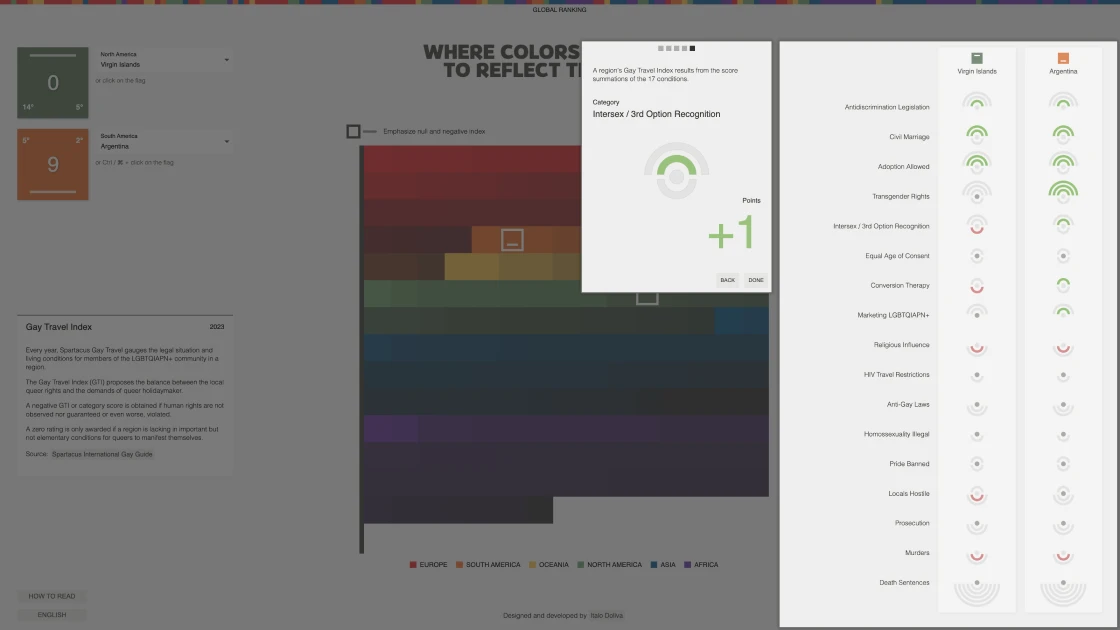 GLOBAL RANKING
WHERE COLORS
TO REFLECT
0
14°
5°
North America
Virgin Islands
or click on the flag
6°
2°
9
South America
Argentina
or Ctrl / ⌘ + click on the flag
Emphasize null and negative index
Gay Travel Index
2023
Every year, Spartacus Gay Travel gauges the legal situation and
living conditions for members of the LGBTQIAPN+ community in a
region.
The Gay Travel Index (GTI) proposes the balance between the local
queer rights and the demands of queer holidaymaker.
A negative GTI or category score is obtained if human rights are not
observed nor guaranteed or even worse, violated.
A zero rating is only awarded if a region is lacking in important but
not elementary conditions for queers to manifest themselves.
Source: Spartacus International Gay Guide
HOW TO READ
ENGLISH
EUROPE
SOUTH AMERICA
OCEANIA
NORTH AMERICA
ASIA
AFRICA
Designed and developed by Italo Doliva
A region's Gay Travel Index results from the score
summations of the 17 conditions.
Category
Intersex / 3rd Option Recognition
Points
+1
BACK
DONE
Virgin Islands
Argentina
Antidiscrimination Legislation
Civil Marriage
Adoption Allowed
Transgender Rights
Intersex / 3rd Option Recognition
Equal Age of Consent
Conversion Therapy
Marketing LGBTQIAPN+
Religious Influence
HIV Travel Restrictions
Anti-Gay Laws
Homossexuality Illegal
Pride Banned
Locals Hostile
Prosecution
Murders
Death Sentences